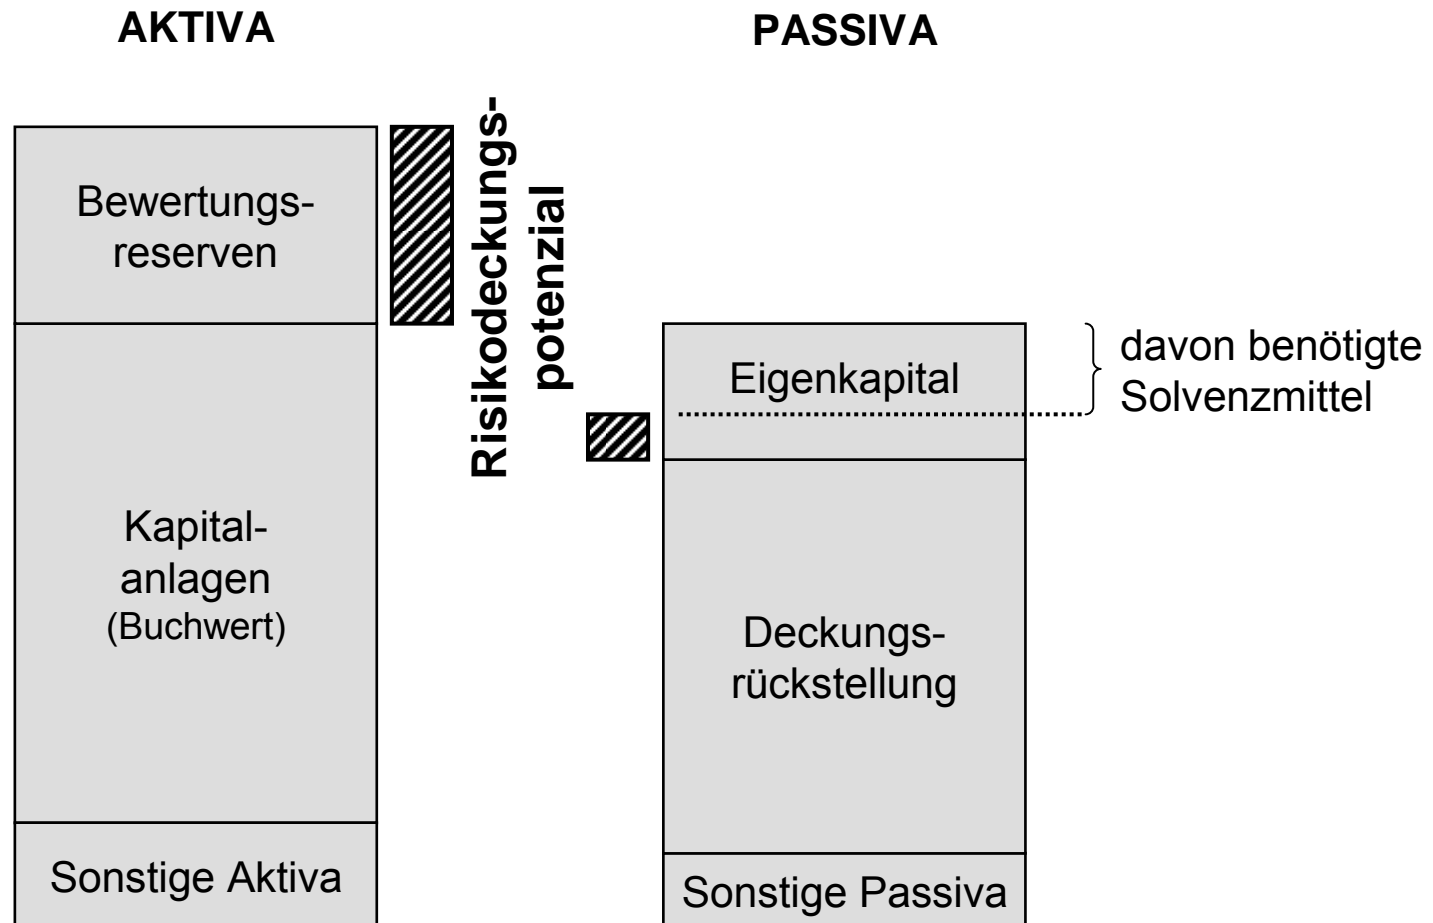 AKTIVA
PASSIVA
Bewertungs-
reserven
Risikodeckungs-
potenzial
Kapital-
anlagen
(Buchwert)
Sonstige Aktiva
Eigenkapital
davon benötigte
Solvenzmittel
Deckungs-
rückstellung
Sonstige Passiva